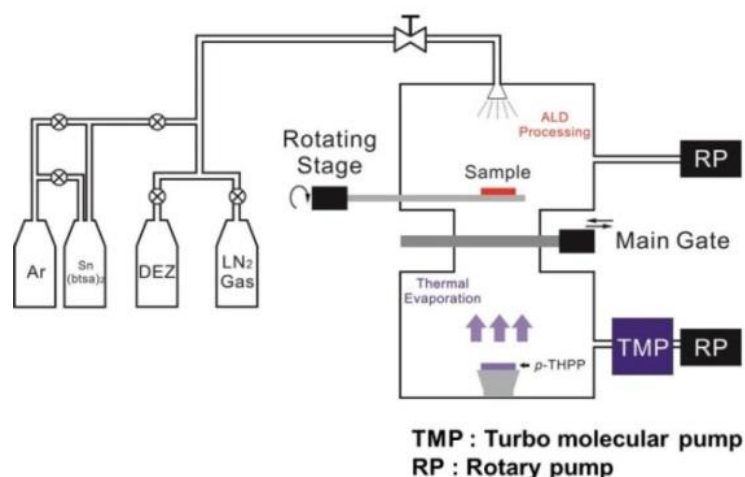 ALD
Processing
Rotating
Stage
Sample
RP
Main Gate
Ar
Sn
(btsa)₂
DEZ
LN₂
Gas
Thermal
Evaporation
p-THPP
TMP
RP
TMP : Turbo molecular pump
RP : Rotary pump